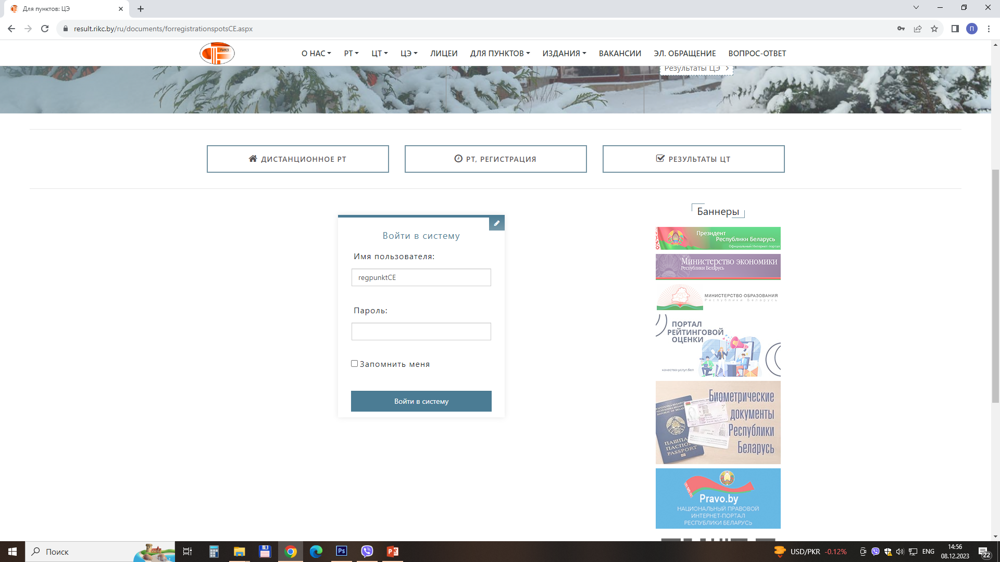 Для пунктов: ЦЭ
result.rikc.by/ru/documents/forregistrationspotsCE.aspx
П
РИКЗ
О НАС РТ ЦТ ЦЭ ЛИЦЕИ ДЛЯ ПУНКТОВ ИЗДАНИЯ ВАКАНСИИ ЭЛ. ОБРАЩЕНИЕ ВОПРОС-ОТВЕТ
Результаты ЦЭ
ДИСТАНЦИОННОЕ РТ
РТ, РЕГИСТРАЦИЯ
РЕЗУЛЬТАТЫ ЦТ
Войти в систему
Имя пользователя:
regpunktCE
Пароль:
Запомнить меня
Войти в систему
Баннеры
Президент
Республики Беларусь
Официальный Интернет-портал
Министерство экономики
Республики Беларусь
МИНИСТЕРСТВО ОБРАЗОВАНИЯ
Республики Беларусь
ПОРТАЛ
РЕЙТИНГОВОЙ
ОЦЕНКИ
качество-услуг.бел
Биометрические
документы
Республики
Беларусь
ПАШПАРТ
ПАСПОРТ
PASSPORT
Pravo.by
НАЦИОНАЛЬНЫЙ ПРАВОВОЙ
ИНТЕРНЕТ-ПОРТАЛ
РЕСПУБЛИКИ БЕЛАРУСЬ
Поиск
Ps
USD/PKR -0.12%
ENG
14:56
08.12.2023
22